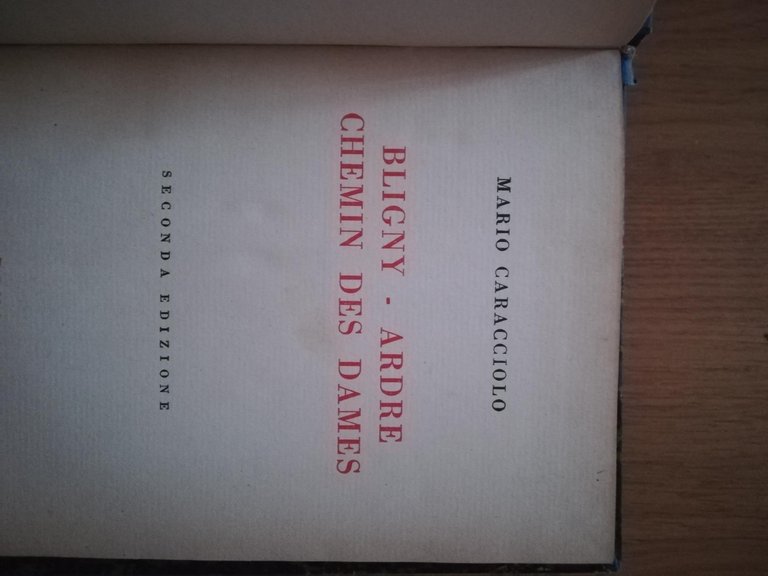 MARIO CARACCIOLO
BLIGNY - ARDRE
CHEMIN DES DAMES
SECONDA EDIZIONE